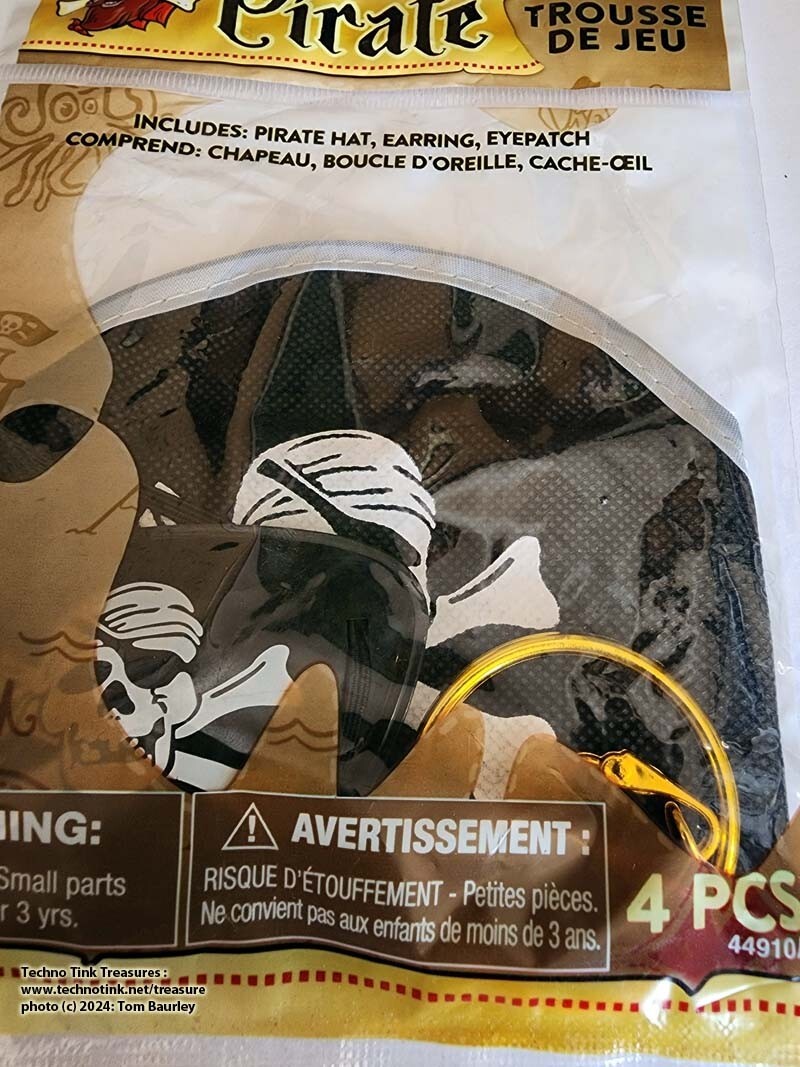 Pirate
TROUSSE
DE JEU
INCLUDES: PIRATE HAT, EARRING, EYEPATCH
COMPREND: CHAPEAU, BOUCLE D'OREILLE, CACHE-ŒIL
ING:
Small parts
r 3 yrs.
AVERTISSEMENT :
RISQUE D'ÉTOUFFEMENT - Petites pièces.
Ne convient pas aux enfants de moins de 3 ans.
4 PCS
44910
Techno Tink Treasures :
www.technotink.net/treasure
photo (c) 2024: Tom Baurley